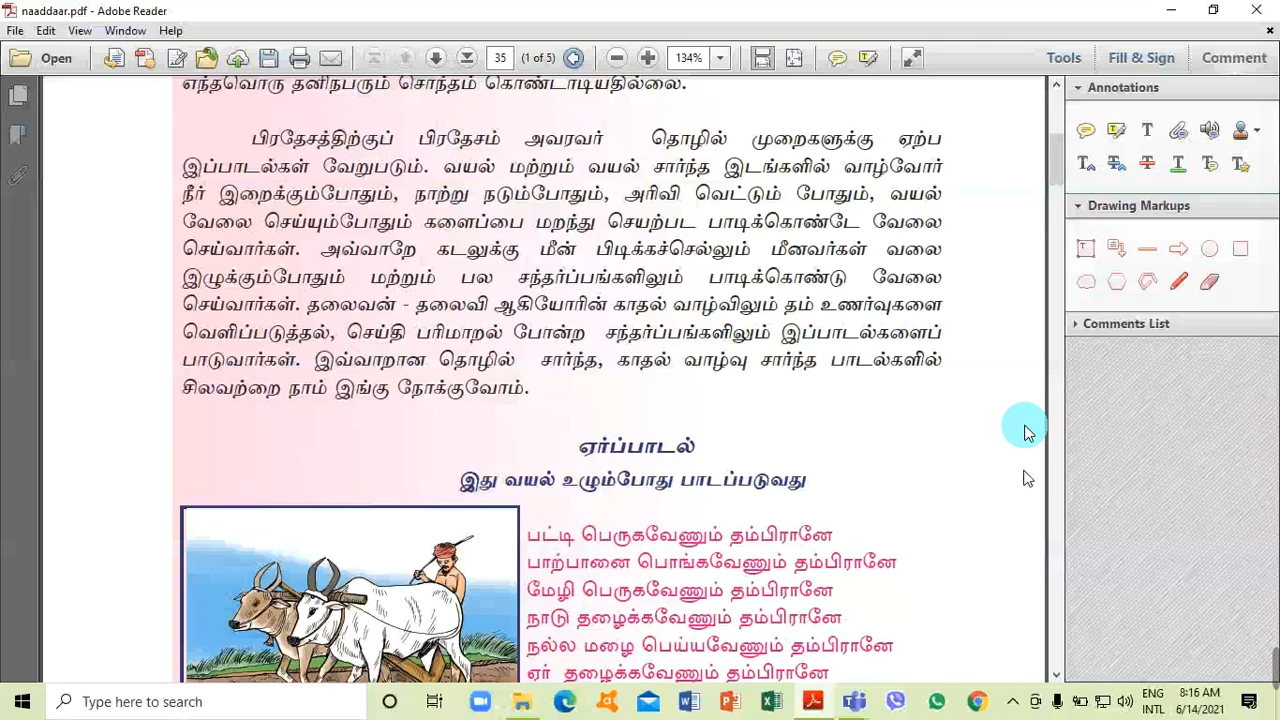 naaddaar.pdf - Adobe Reader
File Edit View Window Help
Open 35 (1 of 5) 134% Tools Fill & Sign Comment
எந்தவொரு தனிநபரும் சொந்தம் கொண்டாடியதில்லை.
பிரதேசத்திற்குப் பிரதேசம் அவரவர் தொழில் முறைகளுக்கு ஏற்ப
இப்பாடல்கள் வேறுபடும். வயல் மற்றும் வயல் சார்ந்த இடங்களில் வாழ்வோர்
நீர் இறைக்கும்போதும், நாற்று நடும்போதும், அரிவி வெட்டும் போதும், வயல்
வேலை செய்யும்போதும் களைப்பை மறந்து செயற்பட பாடிக்கொண்டே வேலை
செய்வார்கள். அவ்வாறே கடலுக்கு மீன் பிடிக்கச்செல்லும் மீனவர்கள் வலை
இழுக்கும்போதும் மற்றும் பல சந்தர்ப்பங்களிலும் பாடிக்கொண்டு வேலை
செய்வார்கள். தலைவன் - தலைவி ஆகியோரின் காதல் வாழ்விலும் தம் உணர்வுகளை
வெளிப்படுத்தல், செய்தி பரிமாறல் போன்ற சந்தர்ப்பங்களிலும் இப்பாடல்களைப்
பாடுவார்கள். இவ்வாறான தொழில் சார்ந்த, காதல் வாழ்வு சார்ந்த பாடல்களில்
சிலவற்றை நாம் இங்கு நோக்குவோம்.
ஏர்ப்பாடல்
இது வயல் உழும்போது பாடப்படுவது
பட்டி பெருகவேணும் தம்பிரானே
பாற்பானை பொங்கவேணும் தம்பிரானே
மேழி பெருகவேணும் தம்பிரானே
நாடு தழைக்கவேணும் தம்பிரானே
நல்ல மழை பெய்யவேணும் தம்பிரானே
ஏர் தழைக்கவேணும் தம்பிரானே
Annotations
Drawing Markups
Comments List
Type here to search
ENG 8:16 AM
INTL 6/14/2021